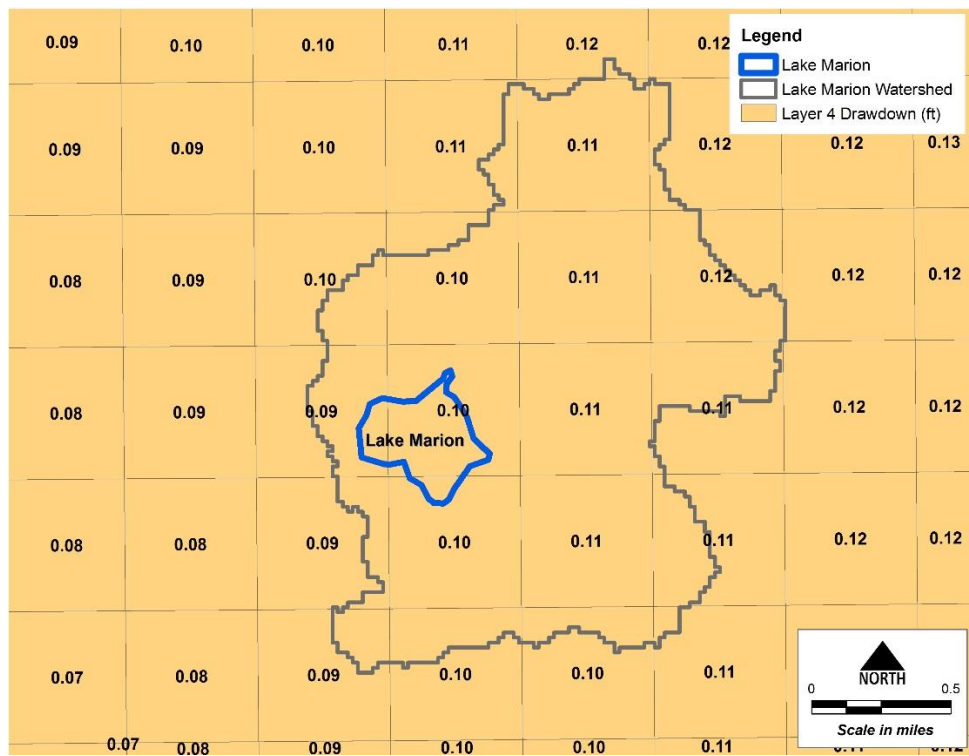 0.09 0.10 0.10 0.11 0.12 0.12
Legend
Lake Marion
Lake Marion Watershed
Layer 4 Drawdown (ft)
0.09 0.09 0.10 0.11 0.11 0.12 0.12 0.13
0.08 0.09 0.10 0.10 0.11 0.12 0.12 0.12
0.08 0.09 0.09 0.10 0.11 0.11 0.12 0.12
Lake Marion
0.08 0.08 0.09 0.10 0.11 0.11 0.12 0.12
0.07 0.08 0.09 0.10 0.10 0.11
NORTH
0 0.5
Scale in miles
0.07 0.08 0.09 0.10 0.10 0.11